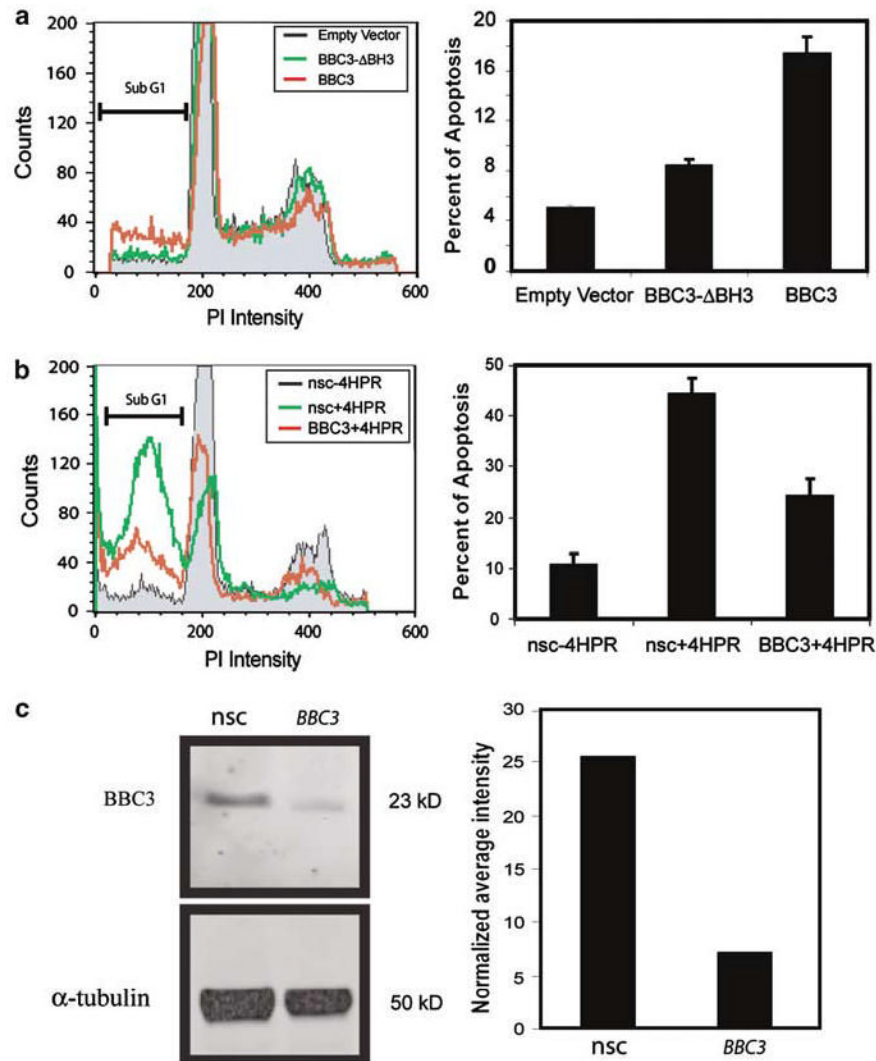 a
200
160
120
80
40
0
Counts
Sub G1
Empty Vector
BBC3-ΔBH3
BBC3
0 200 400 600
PI Intensity
20
16
12
8
4
0
Percent of Apoptosis
Empty Vector BBC3-ΔBH3 BBC3
b
200
160
120
80
40
0
Counts
Sub G1
nsc-4HPR
nsc+4HPR
BBC3+4HPR
0 200 400 600
PI Intensity
50
40
30
20
10
0
Percent of Apoptosis
nsc-4HPR nsc+4HPR BBC3+4HPR
c
nsc BBC3
BBC3 23 kD
α-tubulin 50 kD
30
25
20
15
10
5
0
Normalized average intensity
nsc BBC3